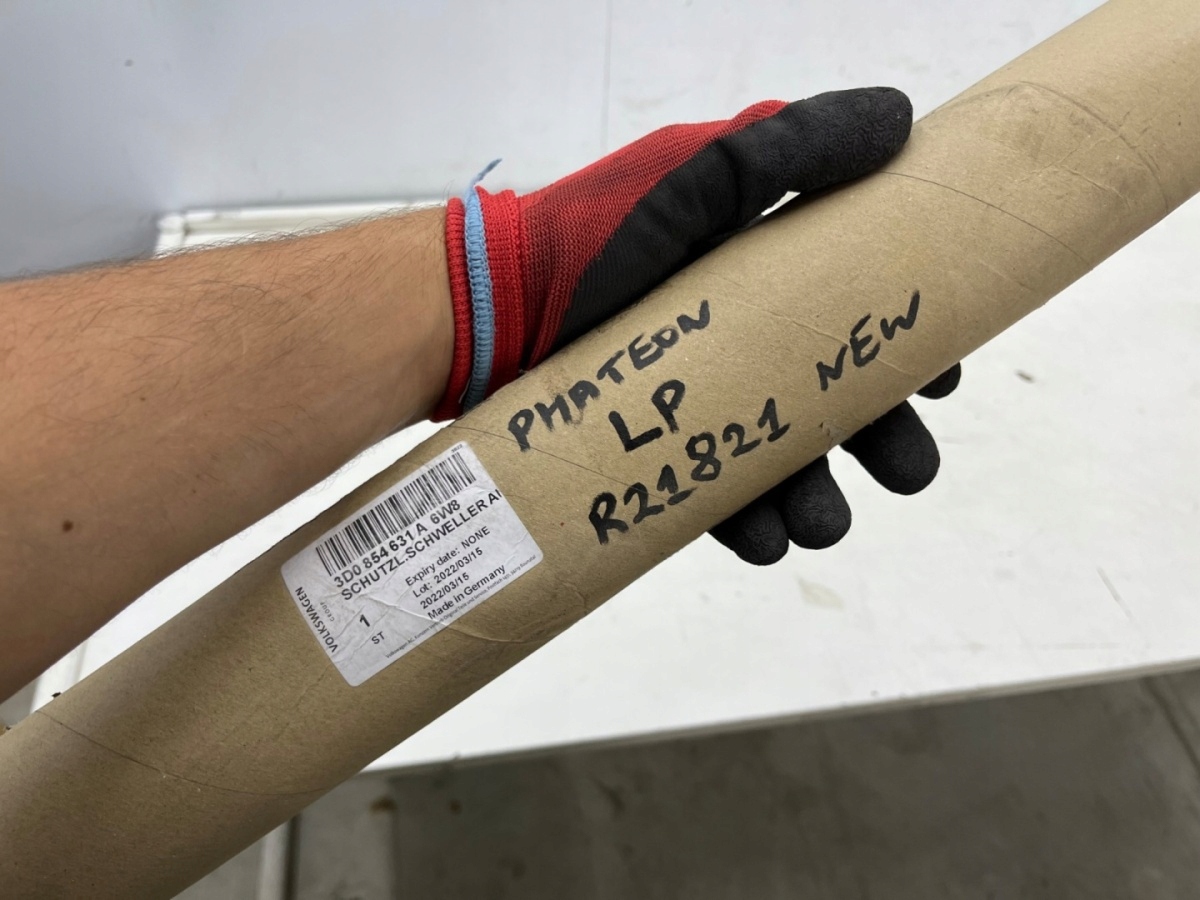 PHATEON
LP
R21821 NEW
3D0 854 631 A 6W8
SCHUTZL.SCHWELLER
Expiry date: NONE
Lot: 2022/03/15
2022/03/15
Made in Germany
1
ST
VOLKSWAGEN